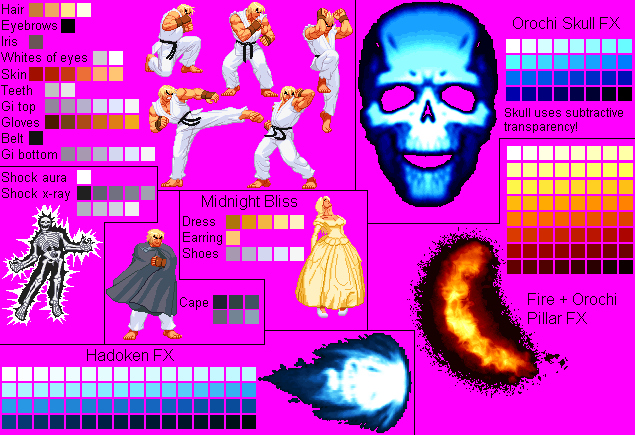 Hair
Eyebrows
Iris
Whites of eyes
Skin
Teeth
Gi top
Gloves
Belt
Gi bottom
Shock aura
Shock x-ray
Midnight Bliss
Dress
Earring
Shoes
Cape
Hadoken FX
Orochi Skull FX
Skull uses subtractive
transparency!
Fire + Orochi
Pillar FX